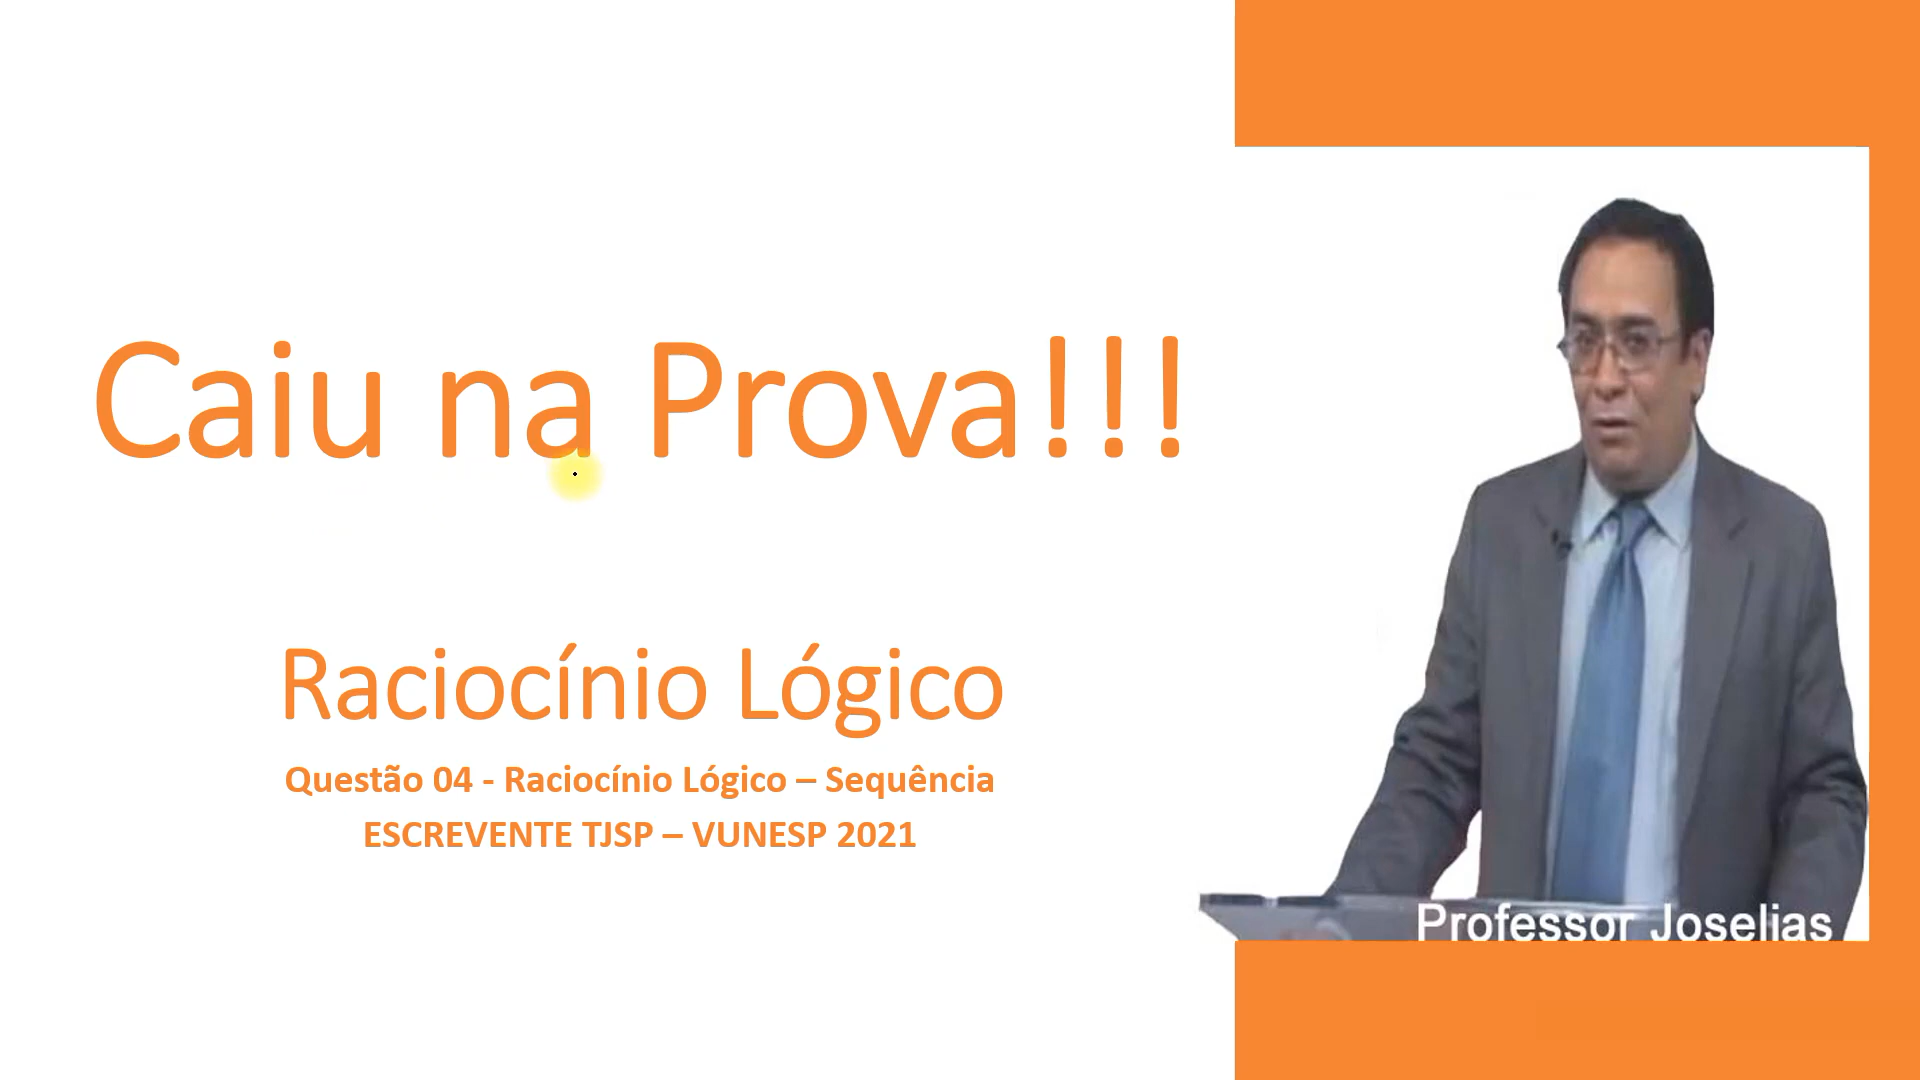 Caiu na Prova!!!
Raciocínio Lógico
Questão 04 - Raciocínio Lógico – Sequência
ESCREVENTE TJSP – VUNESP 2021
Professor Joselias